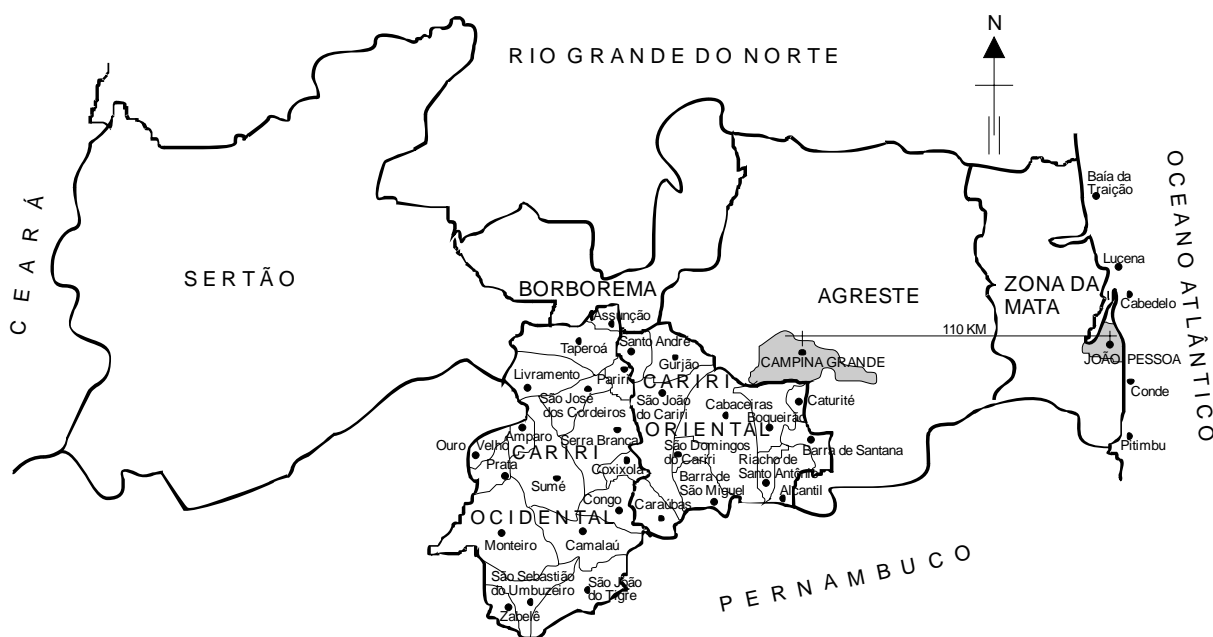 N
RIO GRANDE DO NORTE
OCEANO ATLÂNTICO
CEARÁ
Baía da
Traição
Lucena
SERTÃO
BORBOREMA
AGRESTE
ZONA DA
MATA
Cabedelo
Assunção
110 KM
Taperoá
Santo André
Gurjão
CAMPINA GRANDE
JOÃO PESSOA
Livramento
Pariri
CARIRI
Conde
São José
dos Cordeiros
São João
do Cariri
Cabaceiras
Caturité
Boqueirão
ORIENTAL
Ouro Velho
Amparo
Serra Branca
CARIRI
São Domingos
do Cariri
Barra de Santana
Pitimbu
Prata
Coxixola
Riacho de
Santo Antônio
Sumé
Barra de
São Miguel
Alcantil
Congo
Caraúbas
OCIDENTAL
Monteiro
Camalaú
PERNAMBUCO
São Sebastião
do Umbuzeiro
São João
do Tigre
Zabelê